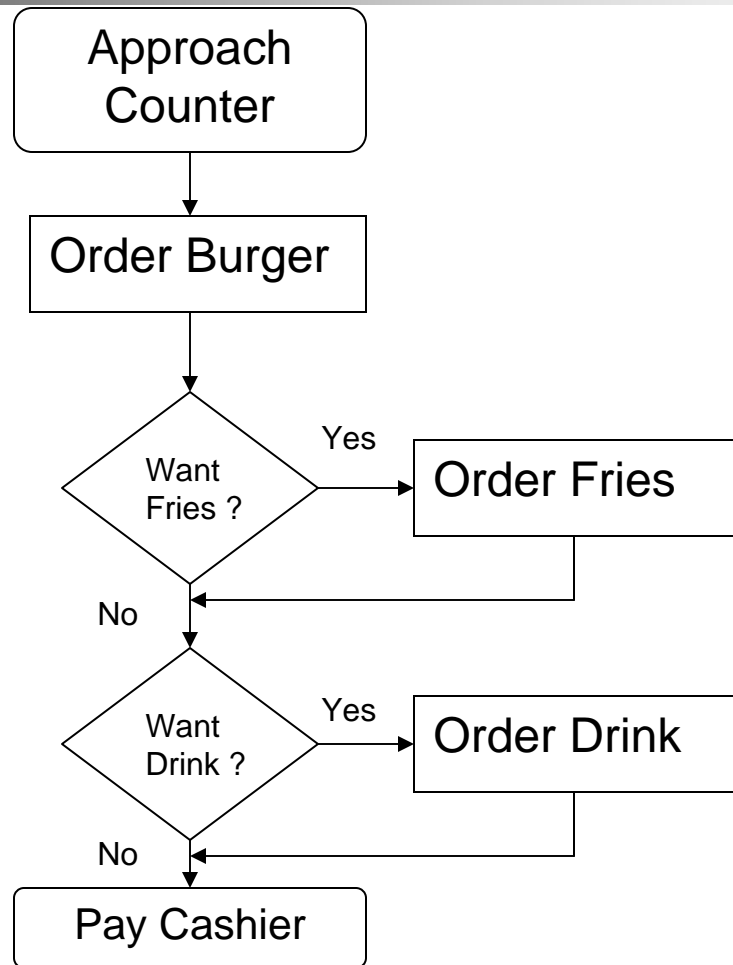 Approach
Counter
Order Burger
Want
Fries ?
Yes
Order Fries
No
Want
Drink ?
Yes
Order Drink
No
Pay Cashier